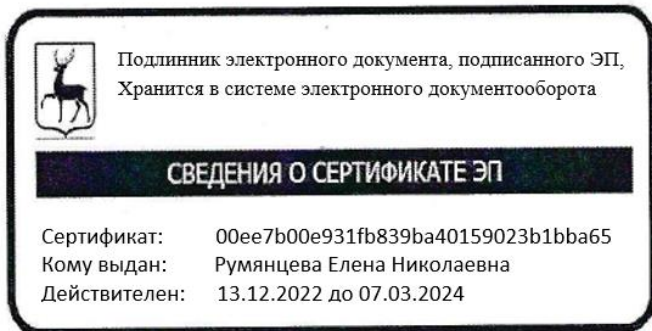 Подлинник электронного документа, подписанного ЭП,
Хранится в системе электронного документооборота
СВЕДЕНИЯ О СЕРТИФИКАТЕ ЭП
Сертификат: 00ee7b00e931fb839ba40159023b1bba65
Кому выдан: Румянцева Елена Николаевна
Действителен: 13.12.2022 до 07.03.2024